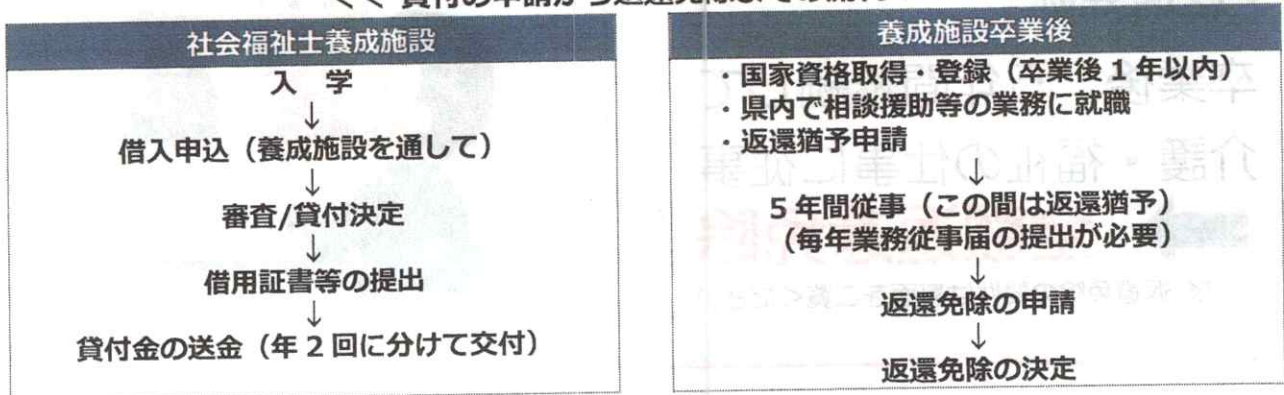 社会福祉士養成施設
入 学
↓
借入申込（養成施設を通して）
↓
審査/貸付決定
↓
借用証書等の提出
↓
貸付金の送金（年２回に分けて交付）
養成施設卒業後
・国家資格取得・登録（卒業後１年以内）
・県内で相談援助等の業務に就職
・返還猶予申請
↓
５年間従事（この間は返還猶予）
（毎年業務従事届の提出が必要）
↓
返還免除の申請
↓
返還免除の決定